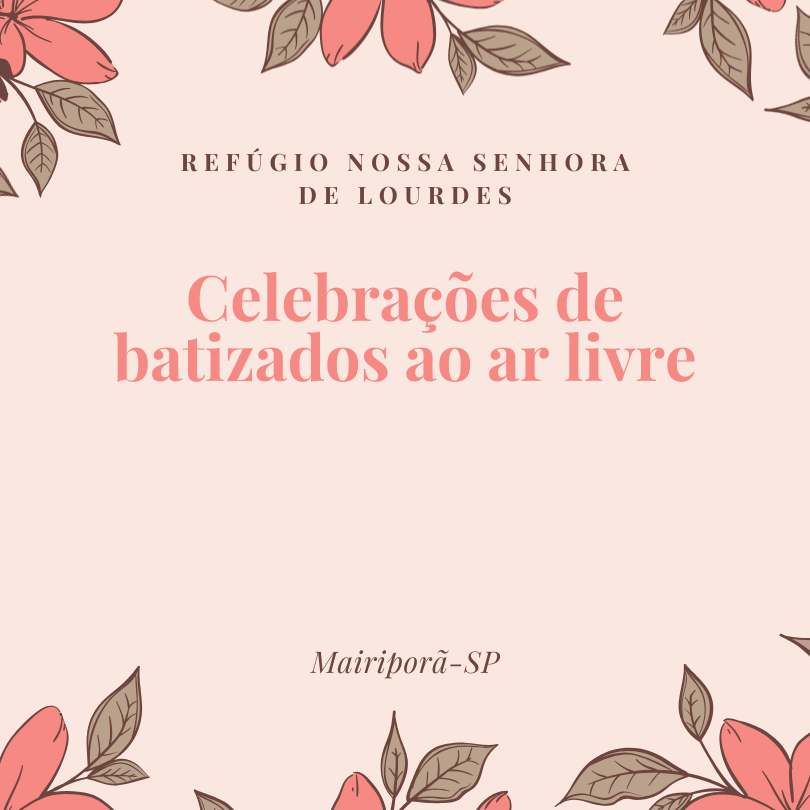 REFÚGIO NOSSA SENHORA
DE LOURDES
Celebrações de
batizados ao ar livre
Mairiporã-SP